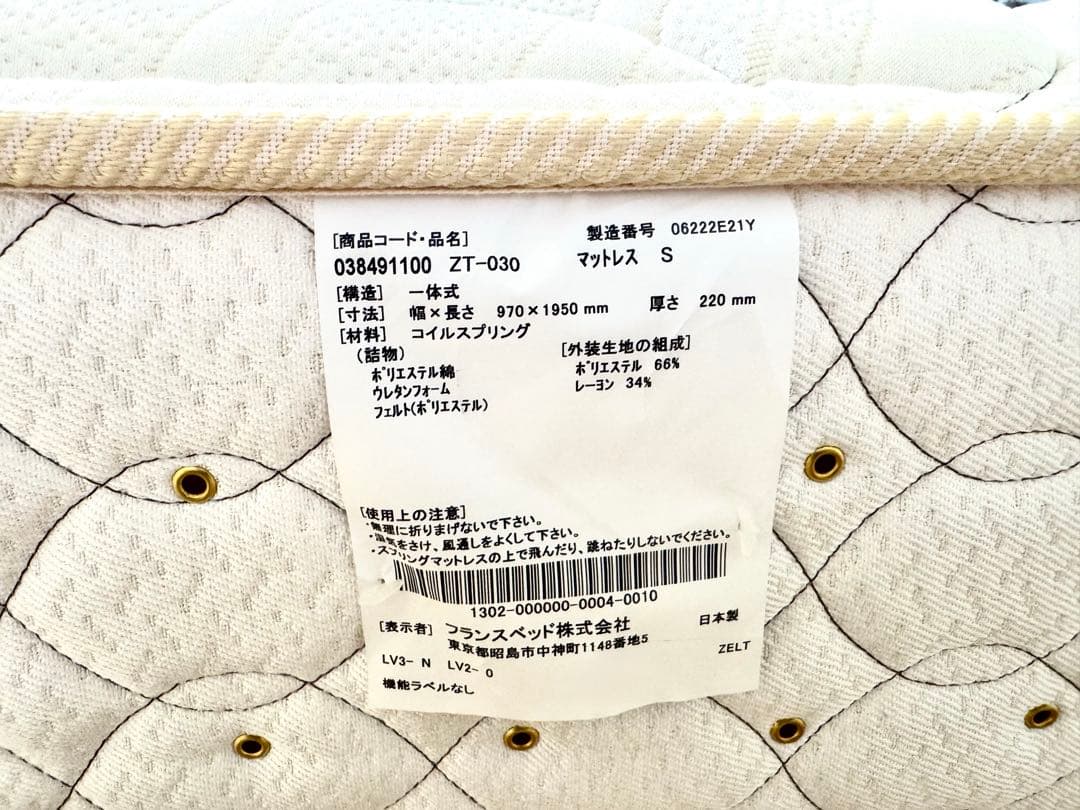 [商品コード・品名] 製造番号 06222E21Y
038491100 ZT-030 マットレス S
[構造] 一体式
[寸法] 幅×長さ 970×1950 mm 厚さ 220 mm
[材料] コイルスプリング
(詰物) [外装生地の組成]
ポリエステル綿 ポリエステル 66%
ウレタンフォーム レーヨン 34%
フェルト(ポリエステル)
[使用上の注意]
・無理に折りまげないで下さい。
・湿気をさけ、風通しをよくして下さい。
・スプリングマットレスの上で飛んだり、跳ねたりしないでください。
1302-000000-0004-0010
[表示者] フランスベッド株式会社 日本製
東京都昭島市中神町1148番地5
LV3- N LV2- 0 ZELT
機能ラベルなし